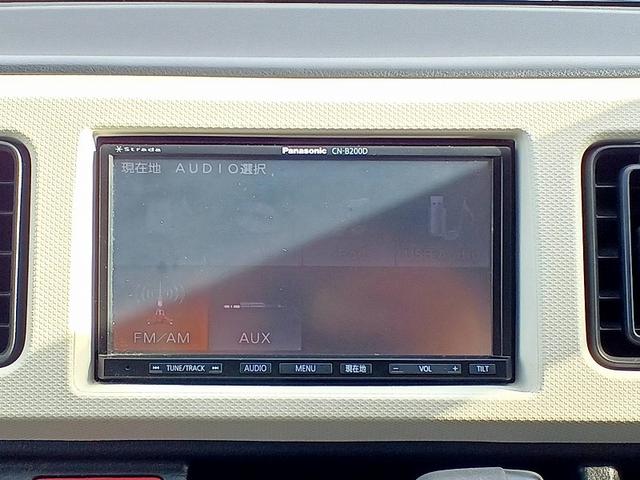 Strada Panasonic CN-B200D
現在地 AUDIO選択
FM/AM AUX
TUNE/TRACK AUDIO MENU 現在地 − VOL + TILT